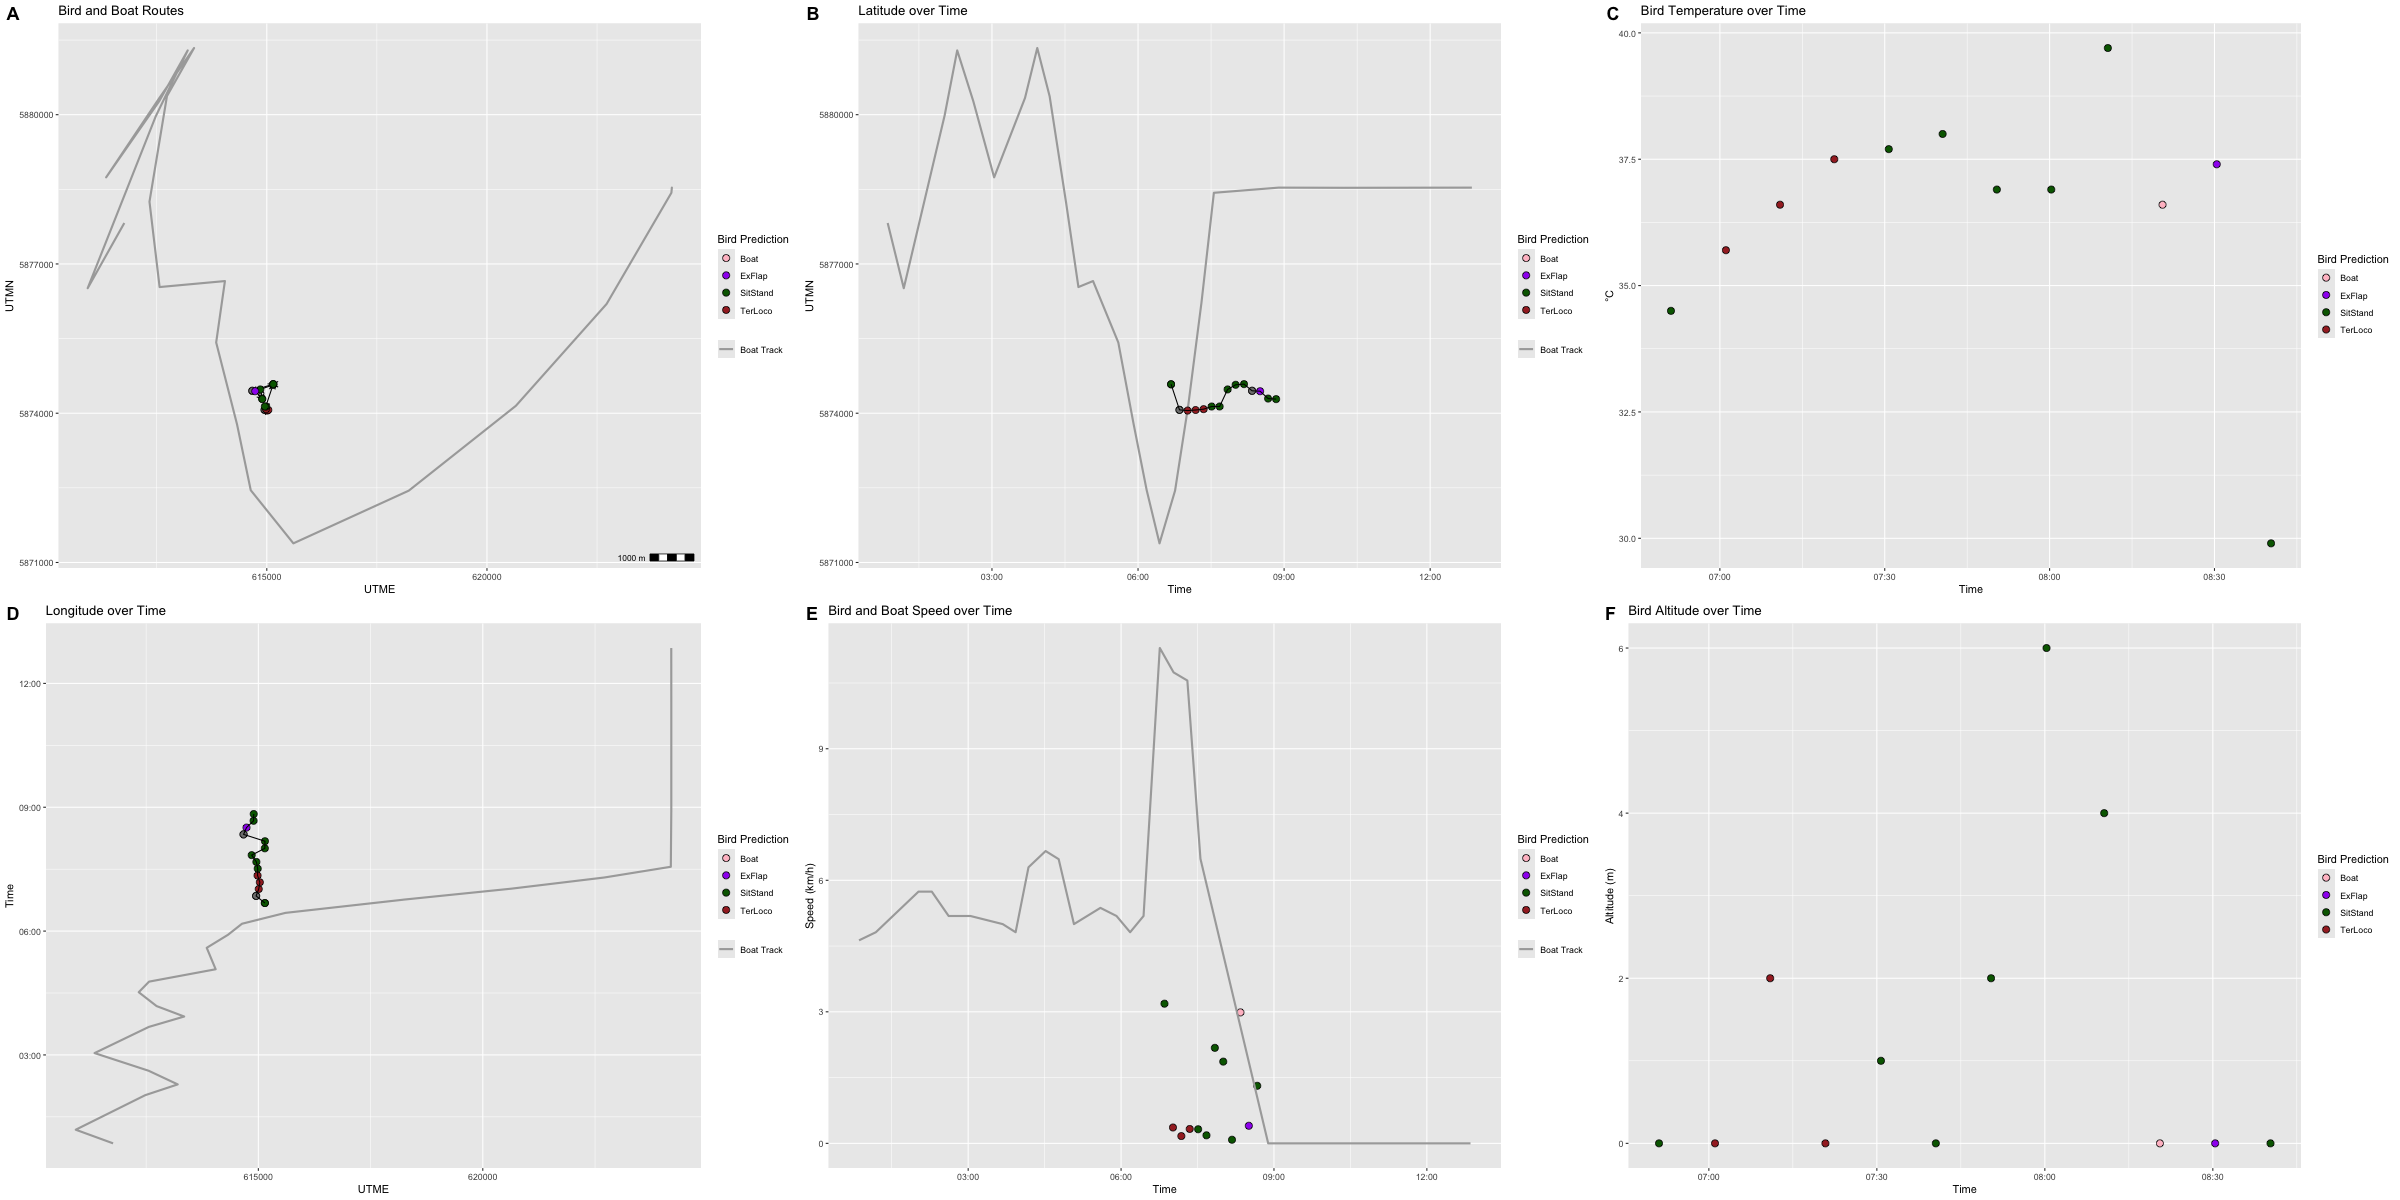 A
Bird and Boat Routes
UTMN
5880000
5877000
5874000
5871000
615000
620000
UTME
1000 m
Bird Prediction
Boat
ExFlap
SitStand
TerLoco
Boat Track
B
Latitude over Time
UTMN
5880000
5877000
5874000
5871000
03:00
06:00
09:00
12:00
Time
Bird Prediction
Boat
ExFlap
SitStand
TerLoco
Boat Track
C
Bird Temperature over Time
°C
40.0
37.5
35.0
32.5
30.0
07:00
07:30
08:00
08:30
Time
Bird Prediction
Boat
ExFlap
SitStand
TerLoco
D
Longitude over Time
Time
12:00
09:00
06:00
03:00
615000
620000
UTME
Bird Prediction
Boat
ExFlap
SitStand
TerLoco
Boat Track
E
Bird and Boat Speed over Time
Speed (km/h)
9
6
3
0
03:00
06:00
09:00
12:00
Time
Bird Prediction
Boat
ExFlap
SitStand
TerLoco
Boat Track
F
Bird Altitude over Time
Altitude (m)
6
4
2
0
07:00
07:30
08:00
08:30
Time
Bird Prediction
Boat
ExFlap
SitStand
TerLoco